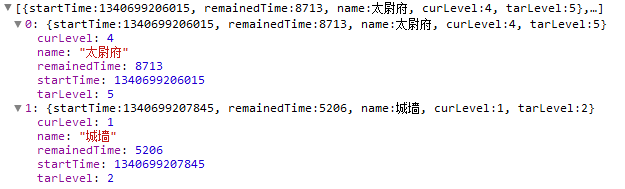 ▼[{startTime:1340699206015, remainedTime:8713, name:太尉府, curLevel:4, tarLevel:5},…]
▼0: {startTime:1340699206015, remainedTime:8713, name:太尉府, curLevel:4, tarLevel:5}
curLevel: 4
name: "太尉府"
remainedTime: 8713
startTime: 1340699206015
tarLevel: 5
▼1: {startTime:1340699207845, remainedTime:5206, name:城墙, curLevel:1, tarLevel:2}
curLevel: 1
name: "城墙"
remainedTime: 5206
startTime: 1340699207845
tarLevel: 2